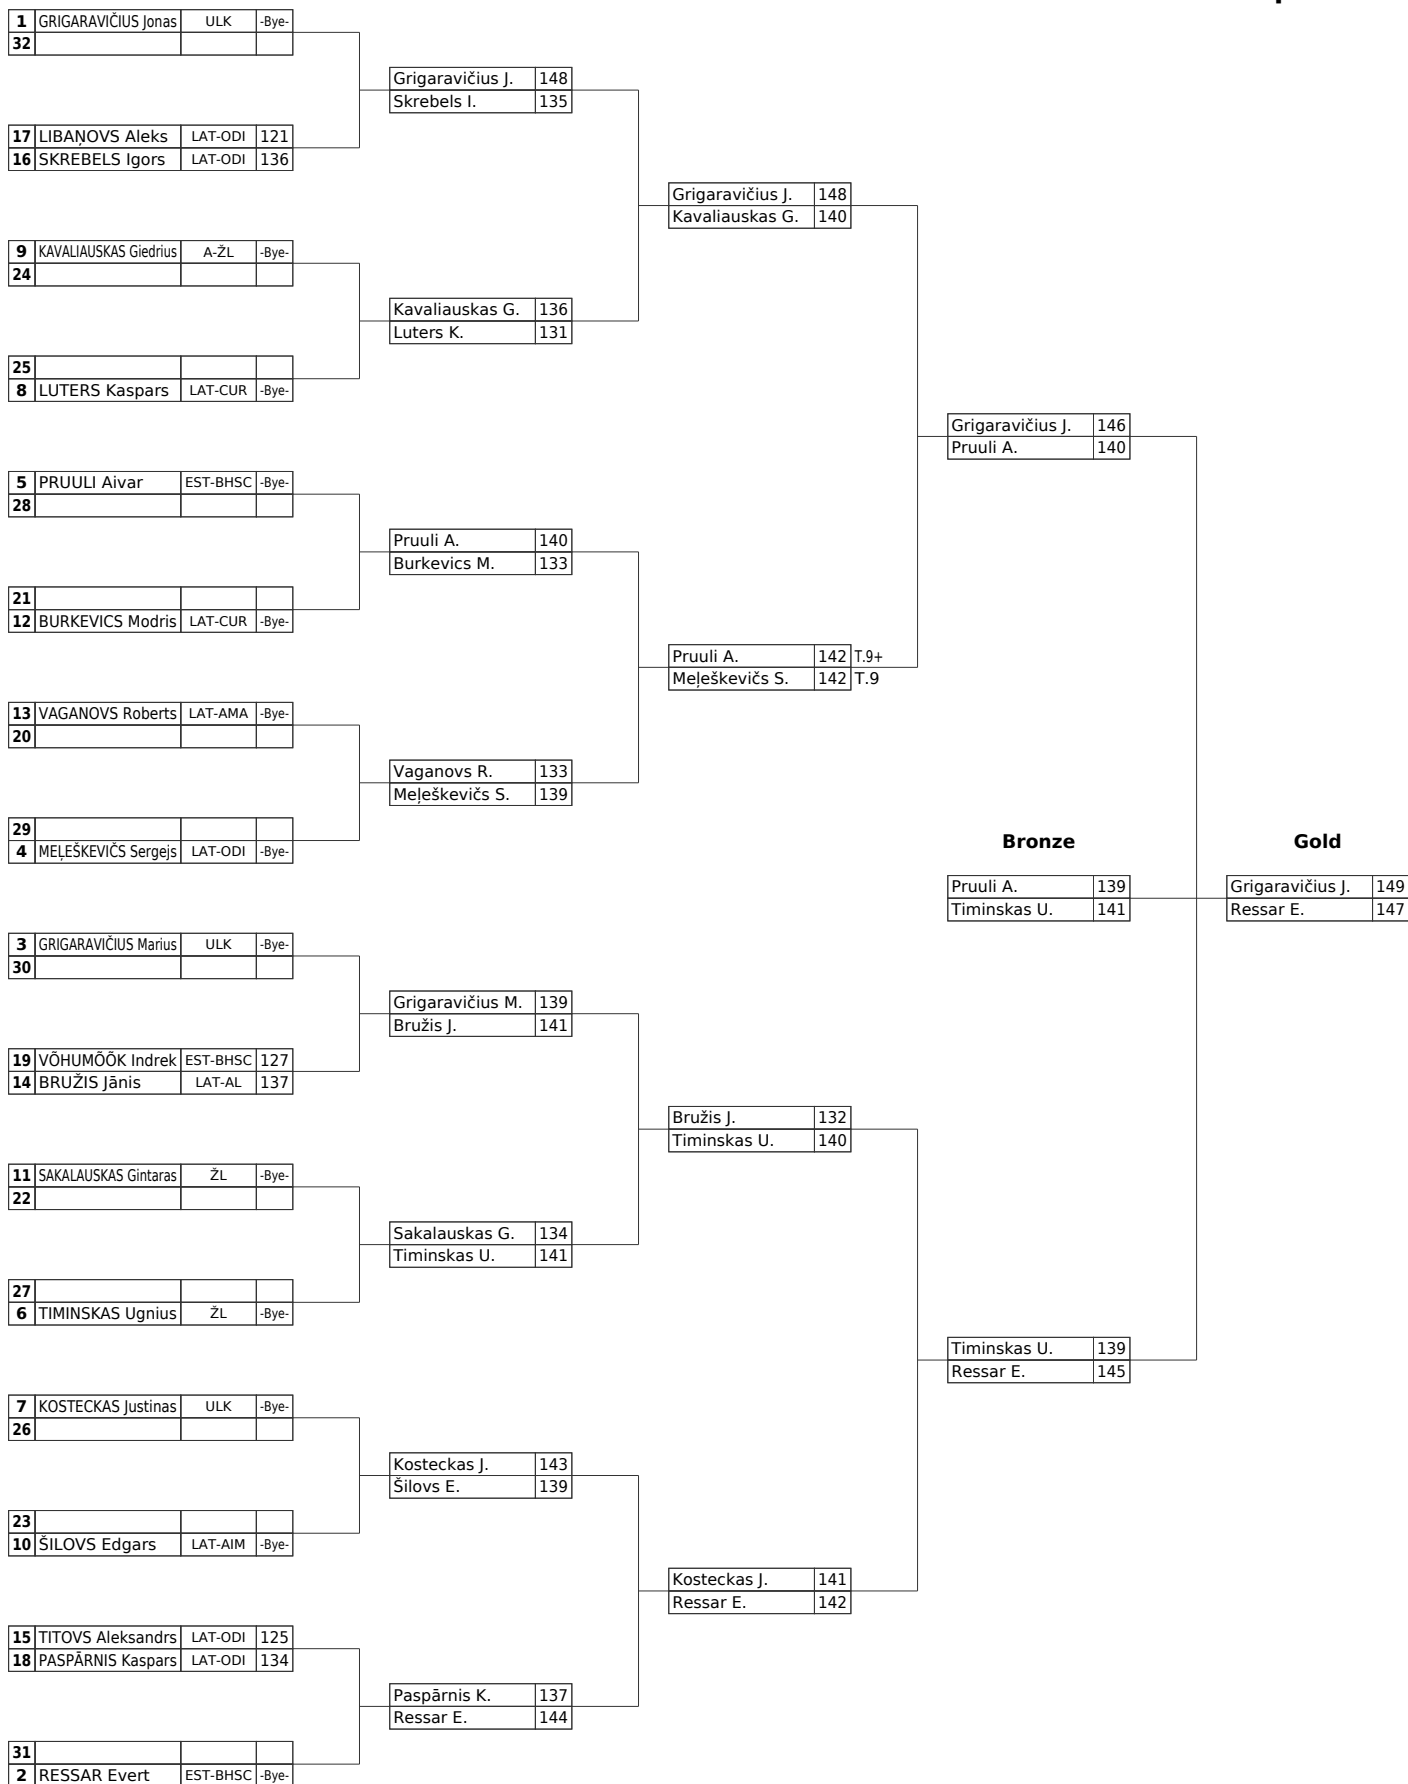 1 GRIGARAVIČIUS Jonas ULK -Bye-
32
Grigaravičius J. 148
Skrebels I. 135
17 LIBAŅOVS Aleks LAT-ODI 121
16 SKREBELS Igors LAT-ODI 136
Grigaravičius J. 148
Kavaliauskas G. 140
9 KAVALIAUSKAS Giedrius A-ŽL -Bye-
24
Kavaliauskas G. 136
Luters K. 131
25
8 LUTERS Kaspars LAT-CUR -Bye-
Grigaravičius J. 146
Pruuli A. 140
5 PRUULI Aivar EST-BHSC -Bye-
28
Pruuli A. 140
Burkevics M. 133
21
12 BURKEVICS Modris LAT-CUR -Bye-
Pruuli A. 142 T.9+
Meļeškevičs S. 142 T.9
13 VAGANOVS Roberts LAT-AMA -Bye-
20
Vaganovs R. 133
Meļeškevičs S. 139
29
4 MEĻEŠKEVIČS Sergejs LAT-ODI -Bye-
Bronze Gold
Pruuli A. 139 Grigaravičius J. 149
Timinskas U. 141 Ressar E. 147
3 GRIGARAVIČIUS Marius ULK -Bye-
30
Grigaravičius M. 139
Bružis J. 141
19 VÕHUMÕÕK Indrek EST-BHSC 127
14 BRUŽIS Jānis LAT-AL 137
Bružis J. 132
Timinskas U. 140
11 SAKALAUSKAS Gintaras ŽL -Bye-
22
Sakalauskas G. 134
Timinskas U. 141
27
6 TIMINSKAS Ugnius ŽL -Bye-
Timinskas U. 139
Ressar E. 145
7 KOSTECKAS Justinas ULK -Bye-
26
Kosteckas J. 143
Šilovs E. 139
23
10 ŠILOVS Edgars LAT-AIM -Bye-
Kosteckas J. 141
Ressar E. 142
15 TITOVS Aleksandrs LAT-ODI 125
18 PASPĀRNIS Kaspars LAT-ODI 134
Paspārnis K. 137
Ressar E. 144
31
2 RESSAR Evert EST-BHSC -Bye-